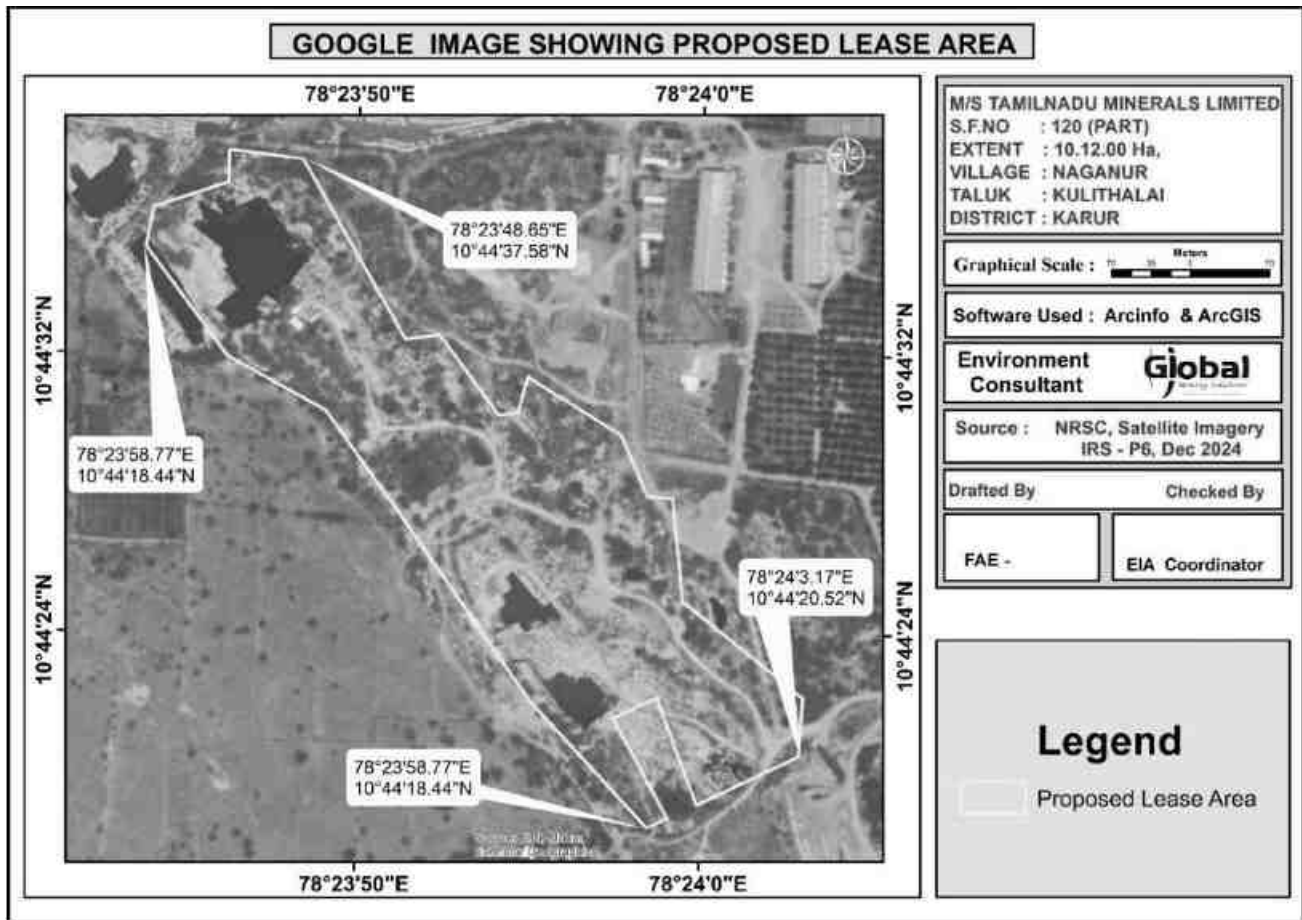 GOOGLE IMAGE SHOWING PROPOSED LEASE AREA
78°23'50"E
78°24'0"E
10°44'32"N
10°44'32"N
10°44'24"N
10°44'24"N
78°23'48.65"E
10°44'37.58"N
78°23'58.77"E
10°44'18.44"N
78°24'3.17"E
10°44'20.52"N
78°23'58.77"E
10°44'18.44"N
78°23'50"E
78°24'0"E
M/S TAMILNADU MINERALS LIMITED
S.F.NO : 120 (PART)
EXTENT : 10.12.00 Ha,
VILLAGE : NAGANUR
TALUK : KULITHALAI
DISTRICT : KARUR
Graphical Scale :
Meters
70 35 0 70
Software Used : Arcinfo & ArcGIS
Environment
Consultant
Global
Source : NRSC, Satellite Imagery
IRS - P6, Dec 2024
Drafted By Checked By
FAE -
EIA Coordinator
Legend
Proposed Lease Area